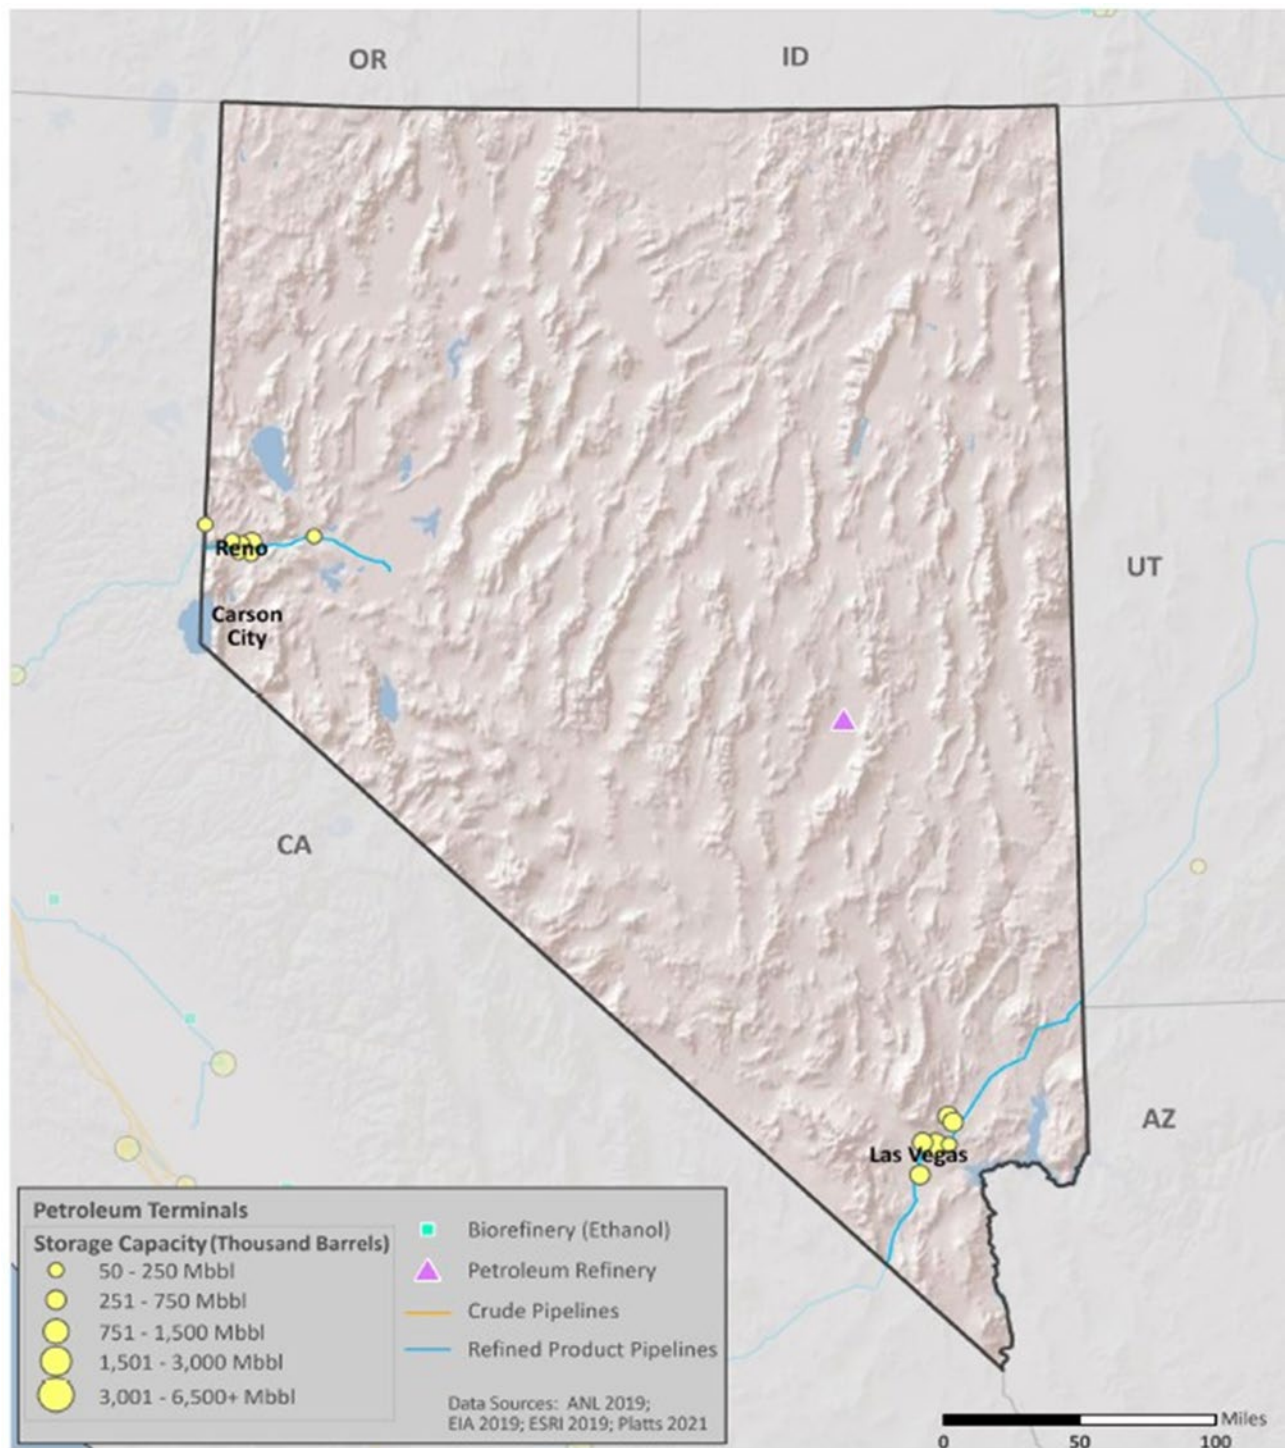 OR
ID
Reno
Carson
City
UT
CA
AZ
Las Vegas
Petroleum Terminals
Storage Capacity (Thousand Barrels)
50 - 250 Mbbl
251 - 750 Mbbl
751 - 1,500 Mbbl
1,501 - 3,000 Mbbl
3,001 - 6,500+ Mbbl
Biorefinery (Ethanol)
Petroleum Refinery
Crude Pipelines
Refined Product Pipelines
Data Sources: ANL 2019;
EIA 2019; ESRI 2019; Platts 2021
Miles
0 50 100